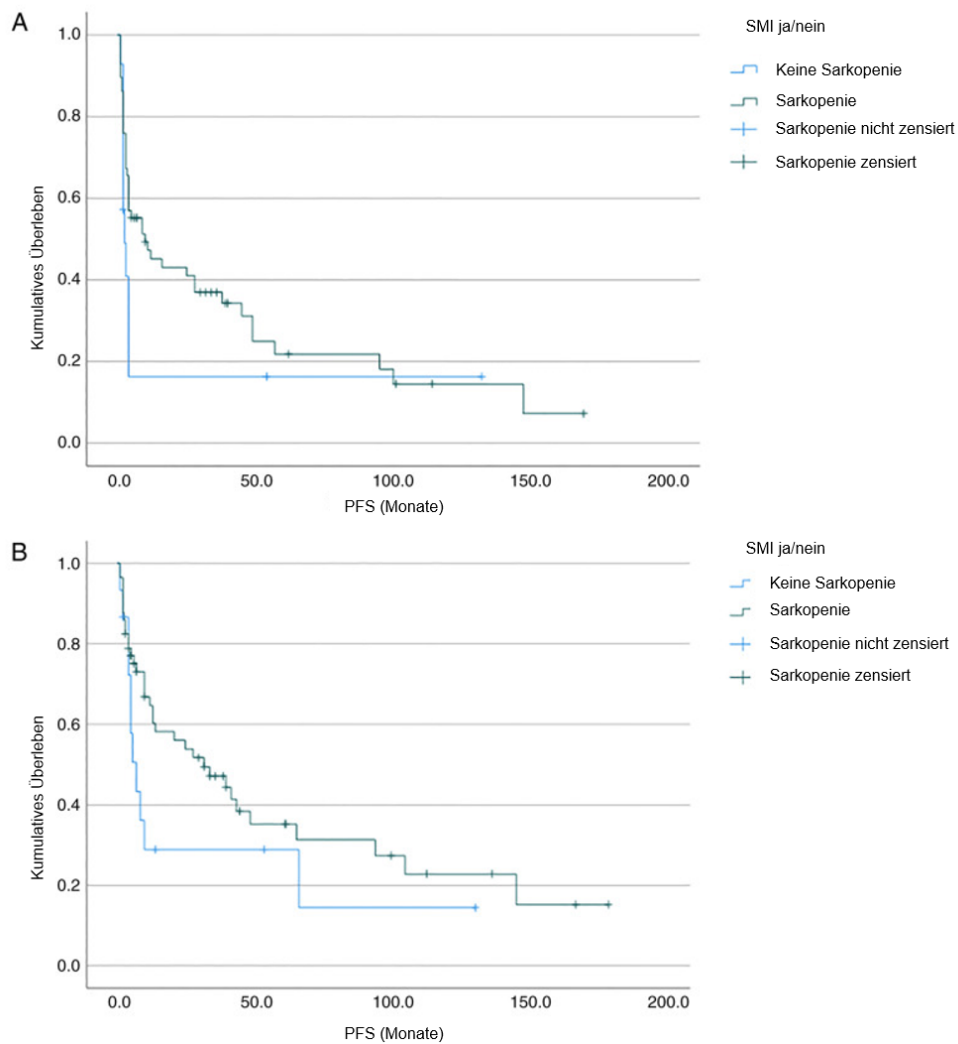 A
SMI ja/nein
Keine Sarkopenie
Sarkopenie
Sarkopenie nicht zensiert
Sarkopenie zensiert
Kumulatives Überleben
1.0
0.8
0.6
0.4
0.2
0.0
0.0 50.0 100.0 150.0 200.0
PFS (Monate)
B
SMI ja/nein
Keine Sarkopenie
Sarkopenie
Sarkopenie nicht zensiert
Sarkopenie zensiert
Kumulatives Überleben
1.0
0.8
0.6
0.4
0.2
0.0
0.0 50.0 100.0 150.0 200.0
PFS (Monate)